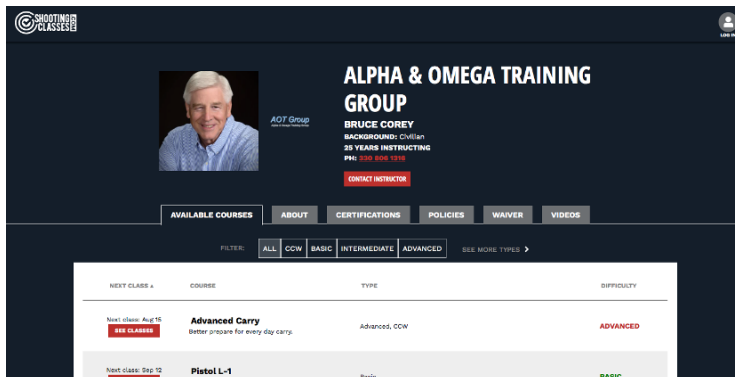 SHOOTING
CLASSES
.COM
LOG IN
ALPHA & OMEGA TRAINING
GROUP
AOT Group
BRUCE COREY
BACKGROUND: Civilian
25 YEARS INSTRUCTING
PH: 330 806 1316
CONTACT INSTRUCTOR
AVAILABLE COURSES ABOUT CERTIFICATIONS POLICIES WAIVER VIDEOS
FILTER: ALL CCW BASIC INTERMEDIATE ADVANCED SEE MORE TYPES
NEXT CLASS COURSE TYPE DIFFICULTY
Next class: Aug 15
SEE CLASSES
Advanced Carry
Better prepare for every day carry.
Advanced, CCW
ADVANCED
Next class: Sep 12
Pistol L-1
Basic
BASIC